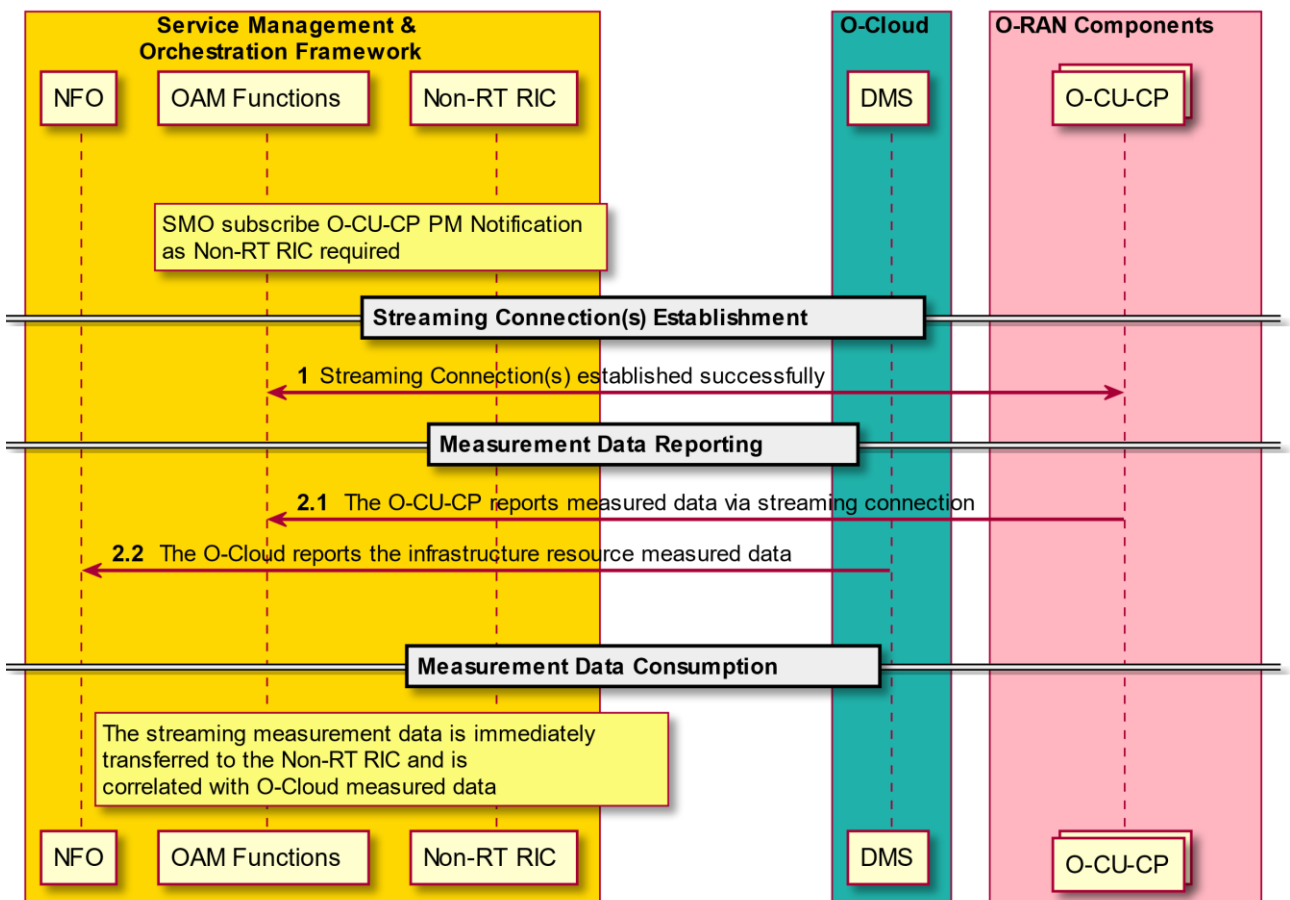 Service Management &
Orchestration Framework
O-Cloud
O-RAN Components
NFO
OAM Functions
Non-RT RIC
DMS
O-CU-CP
SMO subscribe O-CU-CP PM Notification
as Non-RT RIC required
Streaming Connection(s) Establishment
1 Streaming Connection(s) established successfully
Measurement Data Reporting
2.1 The O-CU-CP reports measured data via streaming connection
2.2 The O-Cloud reports the infrastructure resource measured data
Measurement Data Consumption
The streaming measurement data is immediately
transferred to the Non-RT RIC and is
correlated with O-Cloud measured data
NFO
OAM Functions
Non-RT RIC
DMS
O-CU-CP